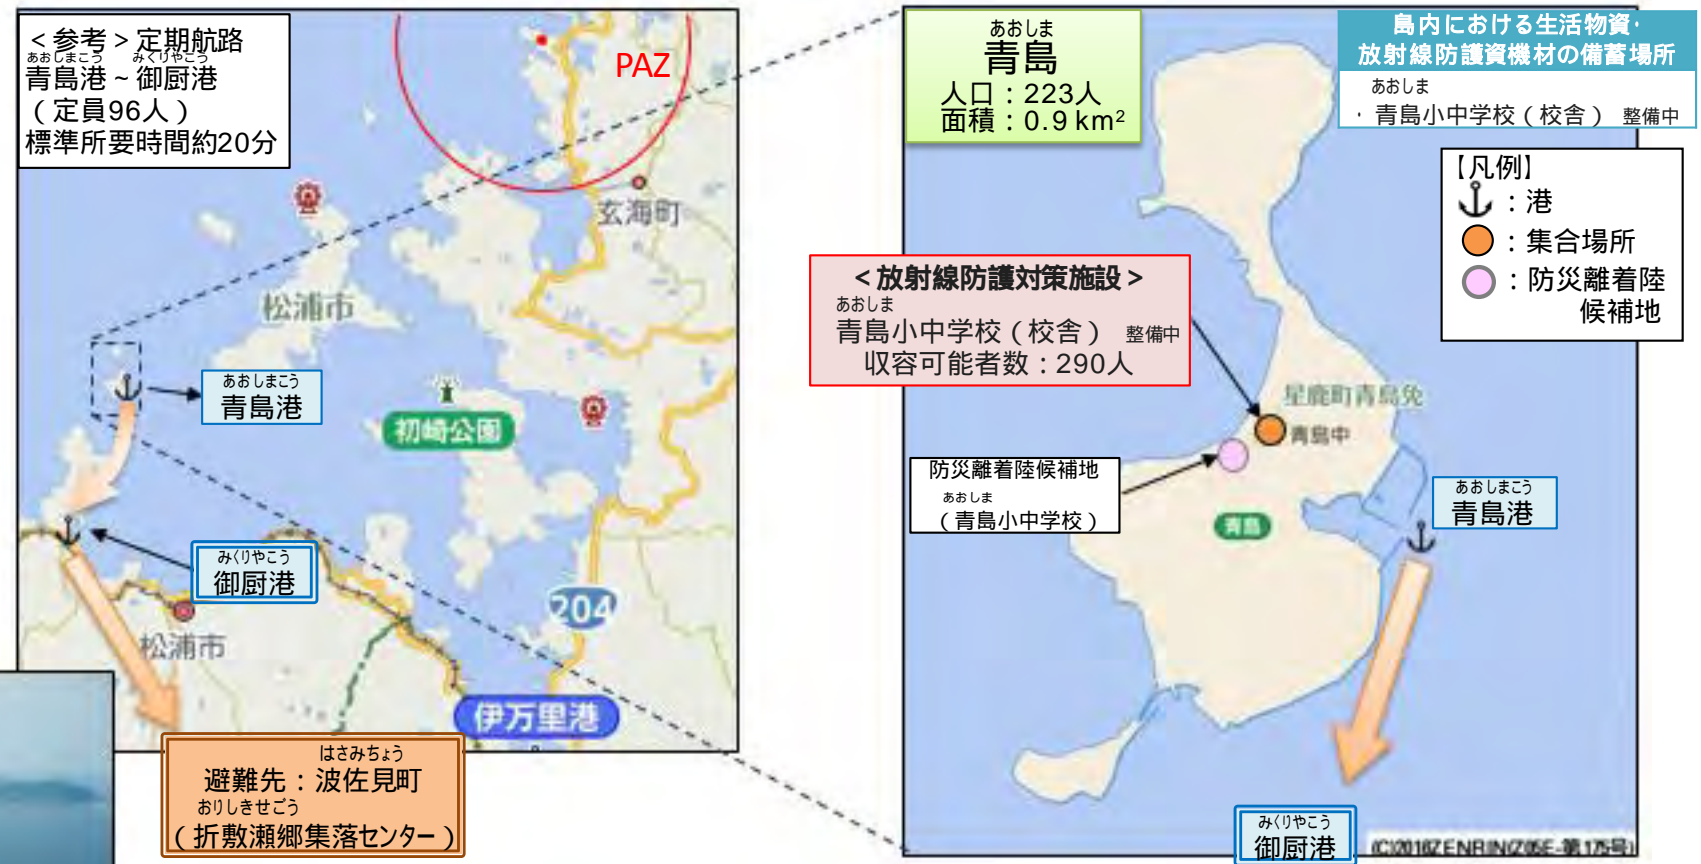 ＜参考＞定期航路
あおしまこう　みくりやこう
青島港～御厨港
（定員96人）
標準所要時間約20分
PAZ
玄海町
松浦市
あおしまこう
青島港
初崎公園
みくりやこう
御厨港
204
松浦市
伊万里港
はさみちょう
避難先：波佐見町
おりしきせごう
（折敷瀬郷集落センター）
あおしま
青島
人口：223人
面積：0.9 km²
島内における生活物資・
放射線防護資機材の備蓄場所
あおしま
・青島小中学校（校舎） 整備中
【凡例】
：港
：集合場所
：防災離着陸
候補地
＜放射線防護対策施設＞
あおしま
青島小中学校（校舎） 整備中
収容可能者数：290人
星鹿町青島免
青島中
防災離着陸候補地
あおしま
（青島小中学校）
青島
あおしまこう
青島港
みくりやこう
御厨港
(C)2018ZENRIN(Z05E-第175号)